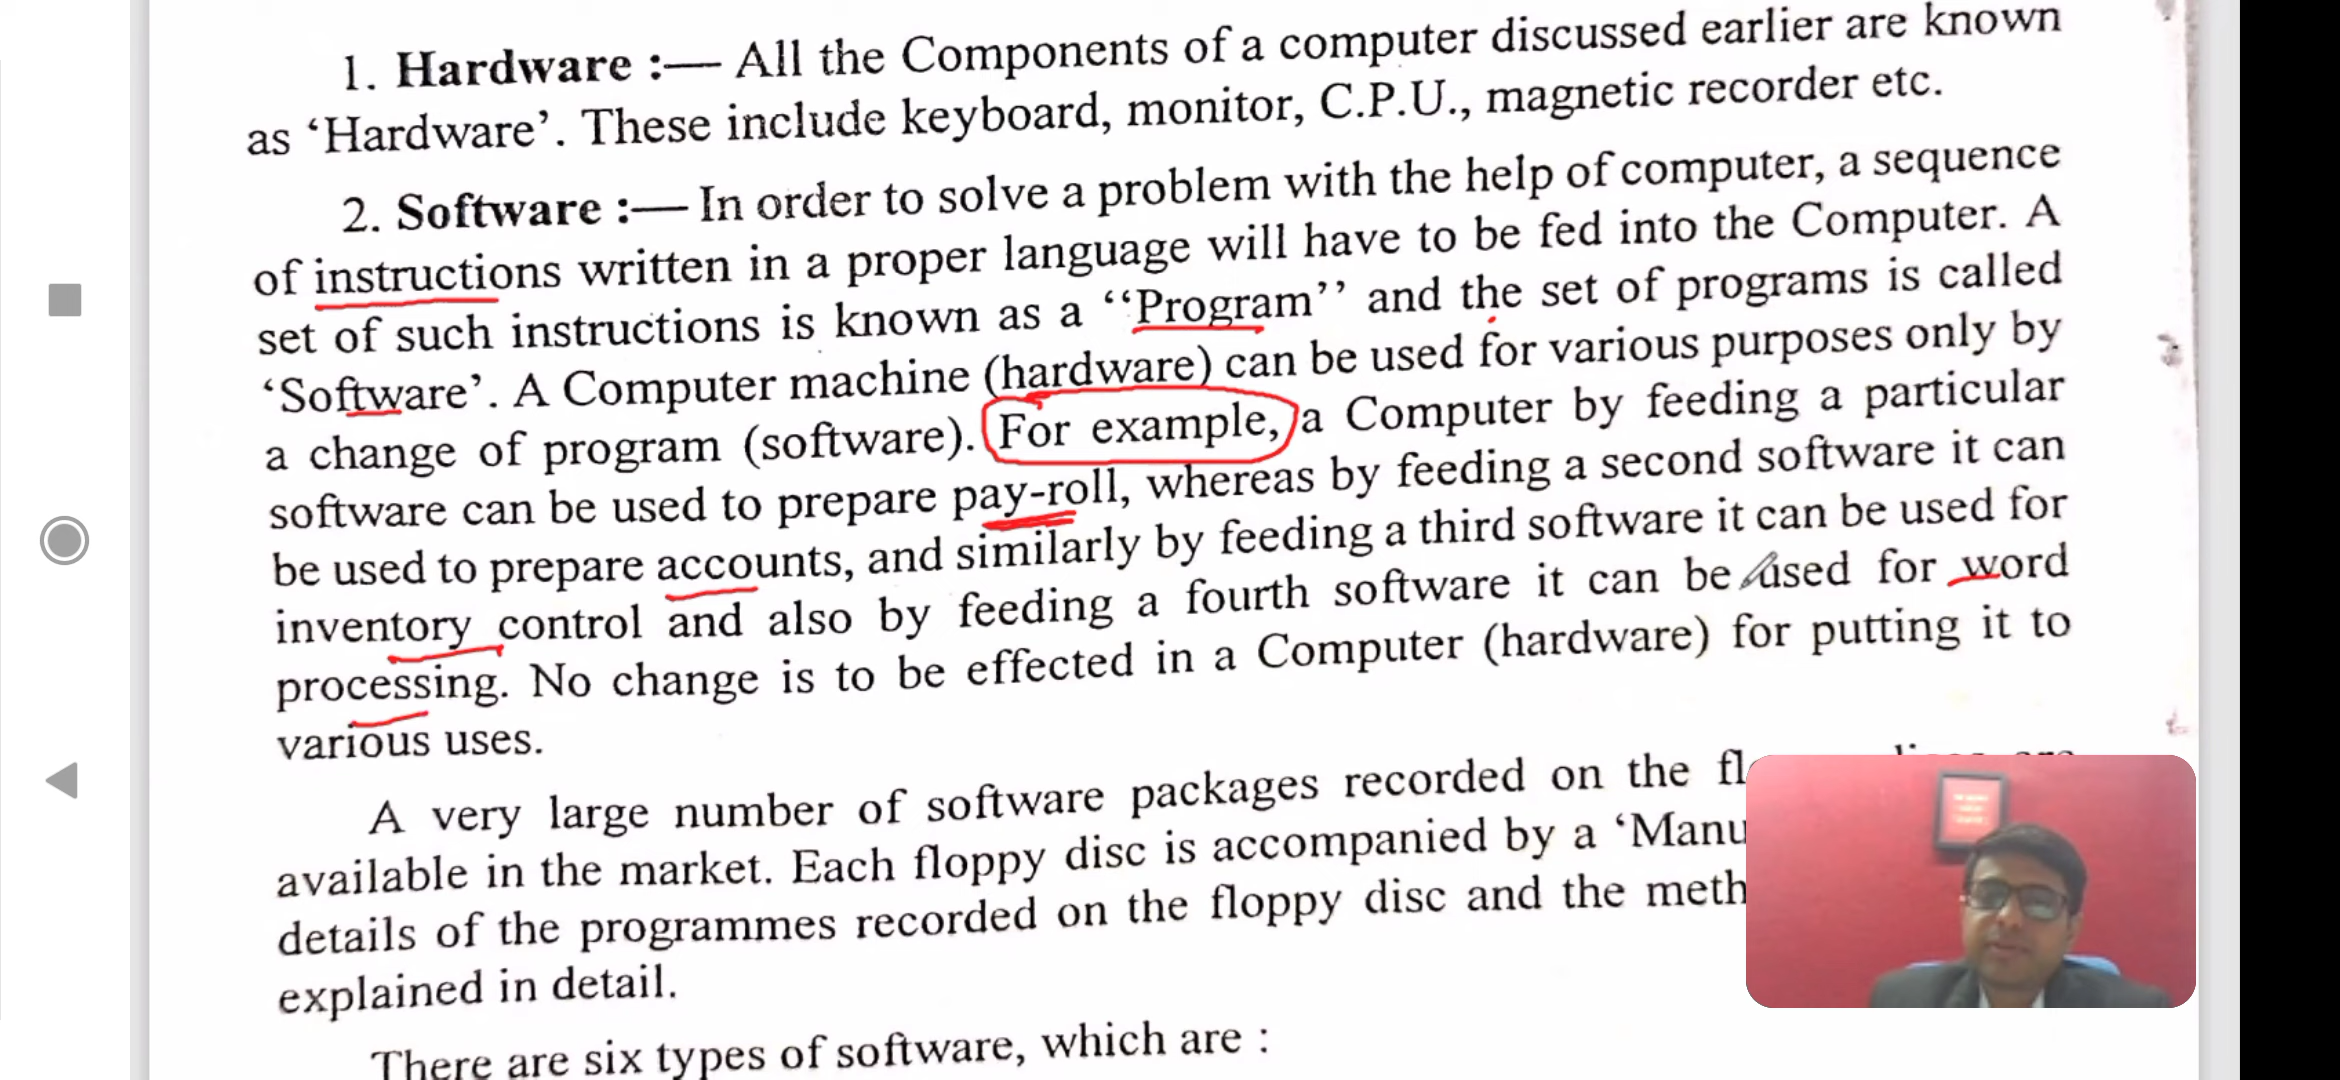 1. Hardware :— All the Components of a computer discussed earlier are known
as ‘Hardware’. These include keyboard, monitor, C.P.U., magnetic recorder etc.
2. Software :— In order to solve a problem with the help of computer, a sequence
of instructions written in a proper language will have to be fed into the Computer. A
set of such instructions is known as a ‘‘Program’’ and the set of programs is called
‘Software’. A Computer machine (hardware) can be used for various purposes only by
a change of program (software). For example, a Computer by feeding a particular
software can be used to prepare pay-roll, whereas by feeding a second software it can
be used to prepare accounts, and similarly by feeding a third software it can be used for
inventory control and also by feeding a fourth software it can be used for word
processing. No change is to be effected in a Computer (hardware) for putting it to
various uses.
A very large number of software packages recorded on the
available in the market. Each floppy disc is accompanied by a
details of the programmes recorded on the floppy disc and the
explained in detail.
There are six types of software, which are :